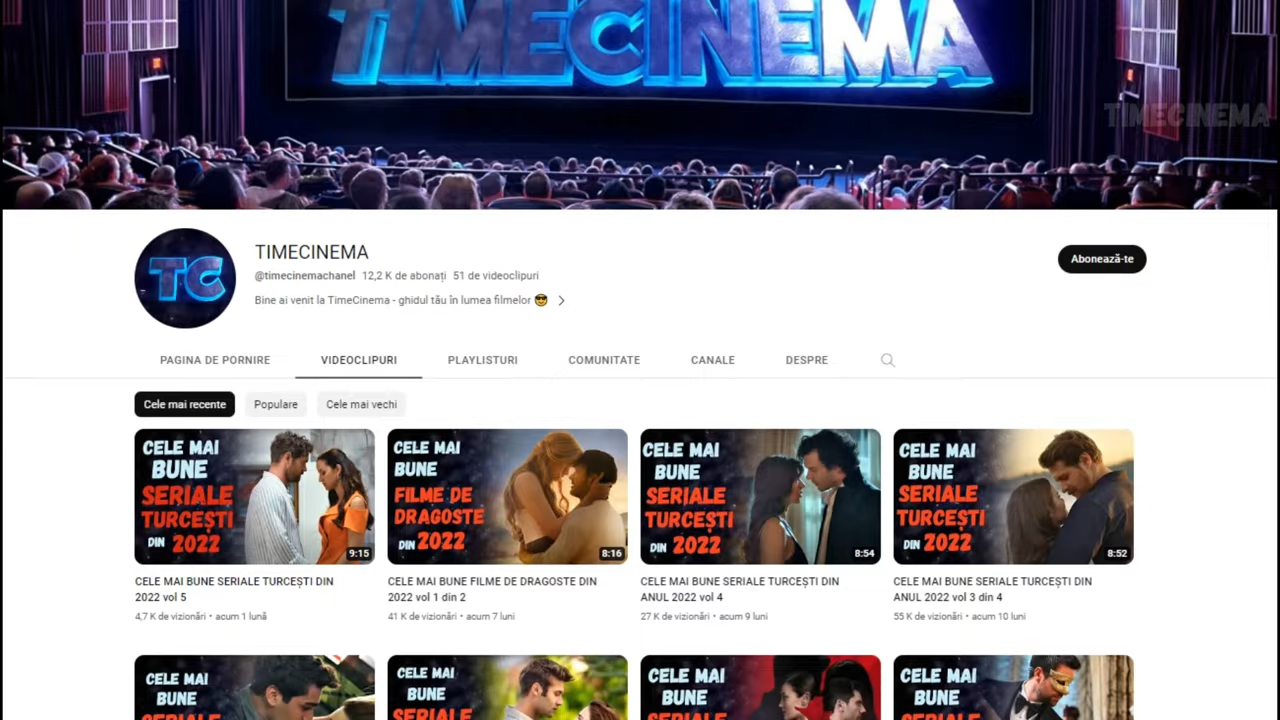 TIMECINEMA
TIMECINEMA
TC
TIMECINEMA
@timecinemachanel 12,2 K de abonați 51 de videoclipuri
Bine ai venit la TimeCinema - ghidul tău în lumea filmelor 😎 >
Abonează-te
PAGINA DE PORNIRE VIDEOCLIPURI PLAYLISTURI COMUNITATE CANALE DESPRE
Cele mai recente Populare Cele mai vechi
CELE MAI
BUNE
SERIALE
TURCEȘTI
DIN 2022
9:15
CELE MAI BUNE SERIALE TURCEȘTI DIN
2022 vol 5
4,7 K de vizionări • acum 1 lună
CELE MAI
BUNE
FILME DE
DRAGOSTE
DIN 2022
8:16
CELE MAI BUNE FILME DE DRAGOSTE DIN
2022 vol 1 din 2
41 K de vizionări • acum 7 luni
CELE MAI
BUNE
SERIALE
TURCEȘTI
DIN 2022
8:54
CELE MAI BUNE SERIALE TURCEȘTI DIN
ANUL 2022 vol 4
27 K de vizionări • acum 9 luni
CELE MAI
BUNE
SERIALE
TURCEȘTI
DIN 2022
8:52
CELE MAI BUNE SERIALE TURCEȘTI DIN
ANUL 2022 vol 3 din 4
55 K de vizionări • acum 10 luni
CELE MAI
BUNE
SERIALE
CELE MAI
BUNE
SERIALE
CELE MAI
BUNE
SERIALE
CELE MAI
BUNE
SERIALE